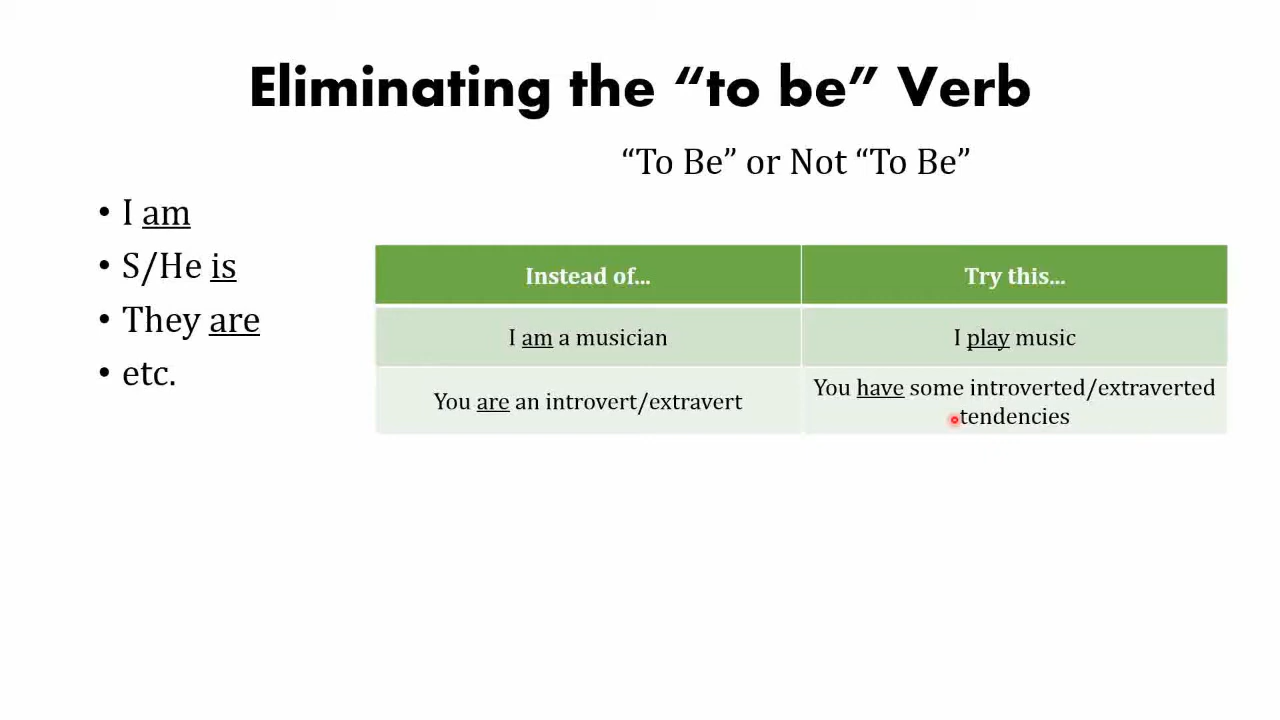 Eliminating the “to be” Verb
“To Be” or Not “To Be”
• I am
• S/He is
• They are
• etc.
Instead of...
Try this...
I am a musician
I play music
You are an introvert/extravert
You have some introverted/extraverted
tendencies